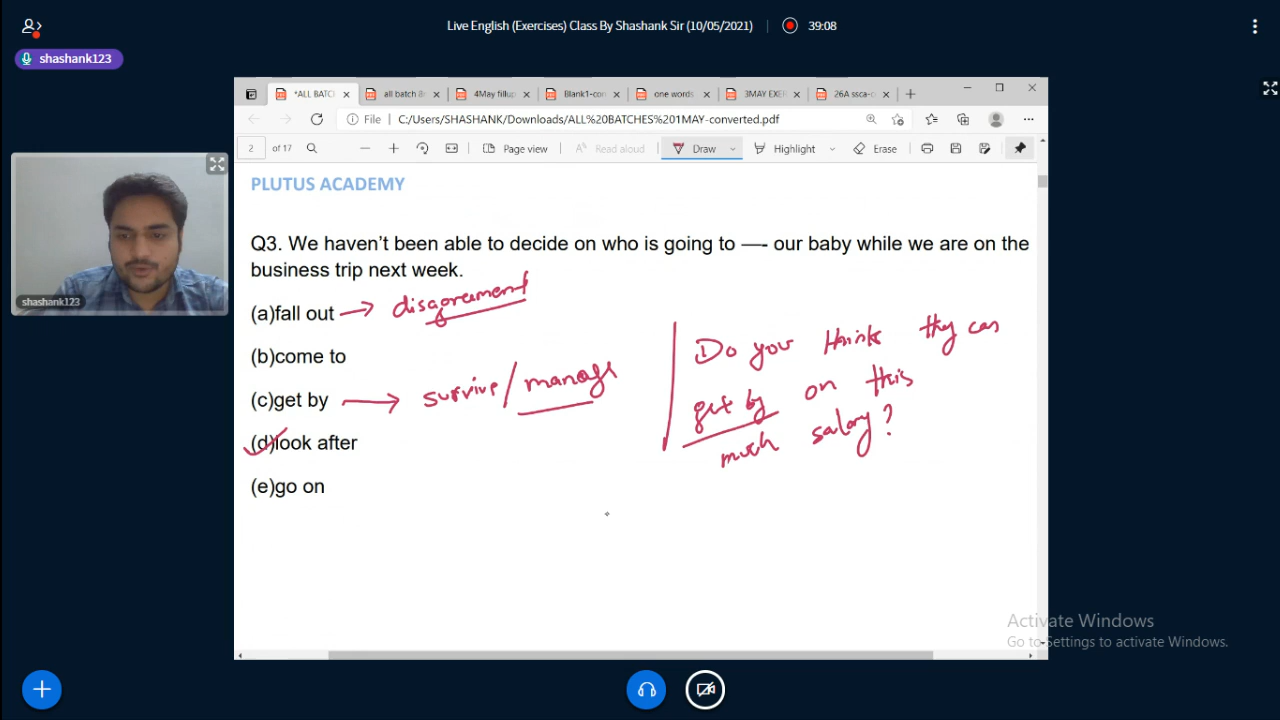 Live English (Exercises) Class By Shashank Sir (10/05/2021)
39:08
shashank123
*ALL BATCH
all batch 8
4May fillup
Blank1-con
one words
3MAY EXER
26A ssca-c
File
C:/Users/SHASHANK/Downloads/ALL%20BATCHES%201MAY-converted.pdf
2 of 17
Page view
Read aloud
Draw
Highlight
Erase
PLUTUS ACADEMY
Q3. We haven't been able to decide on who is going to —- our baby while we are on the
business trip next week.
(a)fall out → disagreement
(b)come to
(c)get by → survive/manage
(d)look after
(e)go on
Do you think they can
get by on this
much salary?
shashank123
Activate Windows
Go to Settings to activate Windows.